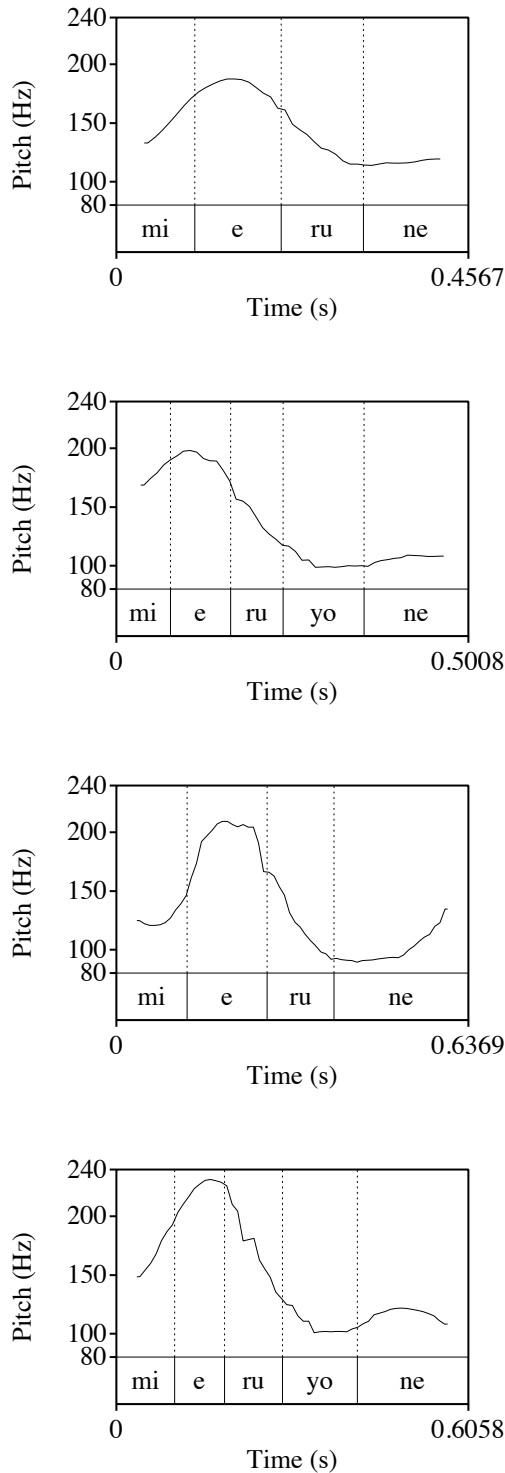 240
200
150
100
80
Pitch (Hz)
mi e ru ne
0 0.4567
Time (s)
240
200
150
100
80
Pitch (Hz)
mi e ru yo ne
0 0.5008
Time (s)
240
200
150
100
80
Pitch (Hz)
mi e ru ne
0 0.6369
Time (s)
240
200
150
100
80
Pitch (Hz)
mi e ru yo ne
0 0.6058
Time (s)